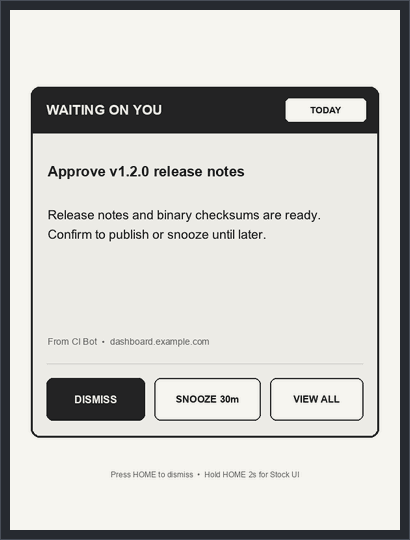 WAITING ON YOU
TODAY
Approve v1.2.0 release notes
Release notes and binary checksums are ready.
Confirm to publish or snooze until later.
From CI Bot • dashboard.example.com
DISMISS
SNOOZE 30m
VIEW ALL
Press HOME to dismiss • Hold HOME 2s for Stock UI